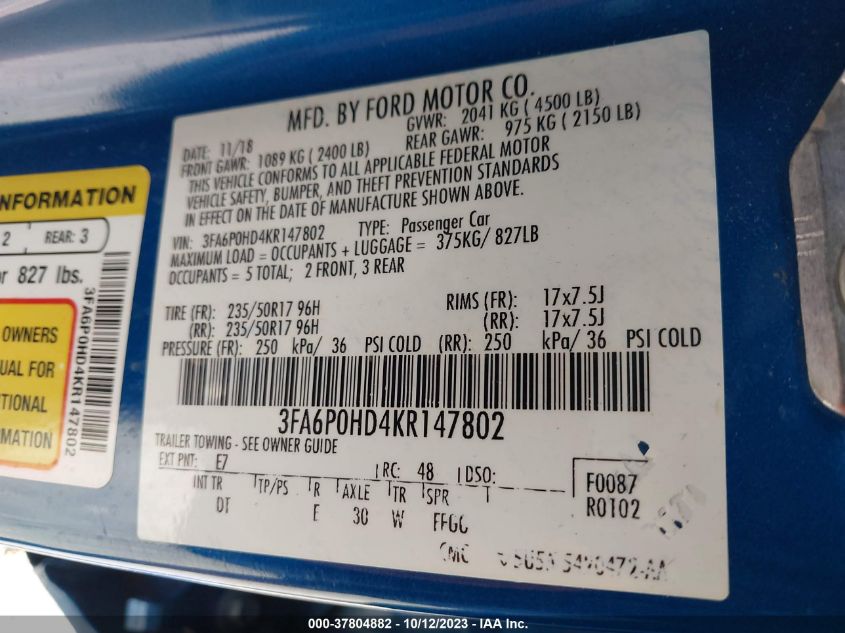 MFD. BY FORD MOTOR CO.
DATE: 11/18 GVWR: 2041 KG ( 4500 LB)
FRONT GAWR: 1089 KG ( 2400 LB) REAR GAWR: 975 KG ( 2150 LB)
THIS VEHICLE CONFORMS TO ALL APPLICABLE FEDERAL MOTOR
VEHICLE SAFETY, BUMPER, AND THEFT PREVENTION STANDARDS
IN EFFECT ON THE DATE OF MANUFACTURE SHOWN ABOVE.
VIN: 3FA6P0HD4KR147802 TYPE: Passenger Car
MAXIMUM LOAD = OCCUPANTS + LUGGAGE = 375KG/ 827LB
OCCUPANTS = 5 TOTAL; 2 FRONT, 3 REAR
TIRE (FR): 235/50R17 96H RIMS (FR): 17x7.5J
(RR): 235/50R17 96H (RR): 17x7.5J
PRESSURE (FR): 250 kPa/ 36 PSI COLD (RR): 250 kPa/ 36 PSI COLD
3FA6P0HD4KR147802
TRAILER TOWING - SEE OWNER GUIDE
EXT PNT: E7 RC: 48 DSO:
INT TR TP/PS R AXLE TR SPR T
DT E 30 W FFGC
F0087
R0102
INFORMATION
2 REAR: 3
or 827 lbs.
3FA6P0HD4KR147802
OWNERS
UAL FOR
TIONAL
MATION
000-37804882 - 10/12/2023 - IAA Inc.